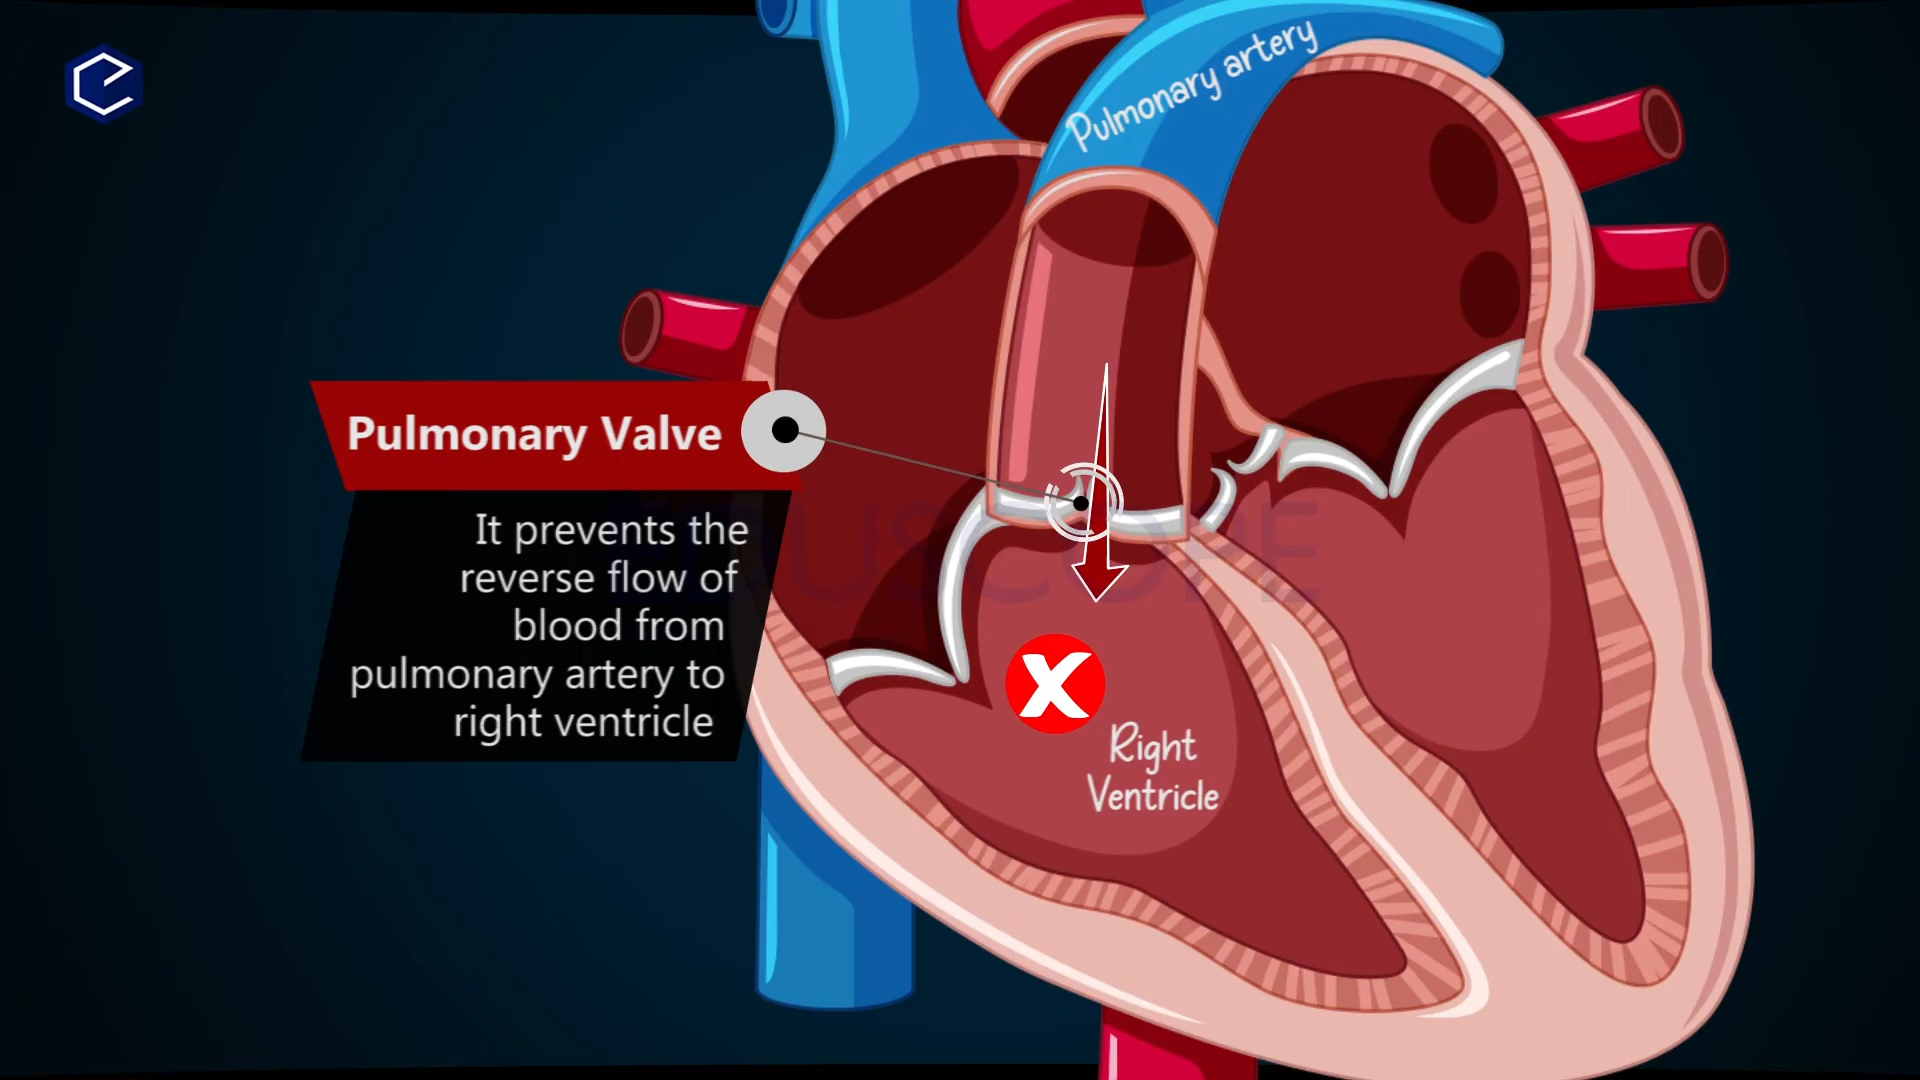 Pulmonary artery
Pulmonary Valve
It prevents the
reverse flow of
blood from
pulmonary artery to
right ventricle
EDUSCOPE
Right
Ventricle